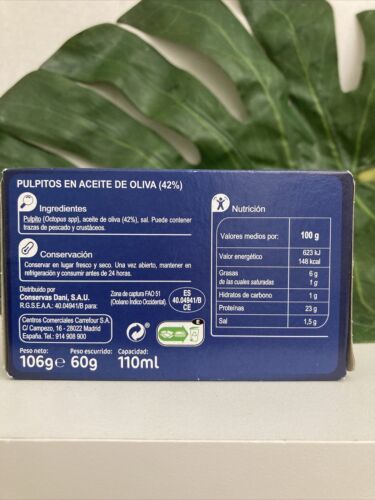 PULPITOS EN ACEITE DE OLIVA (42%)
Ingredientes
Pulpito (Octopus spp), aceite de oliva (42%), sal. Puede contener
trazas de pescado y crustáceos.
Conservación
Conservar en lugar fresco y seco. Una vez abierto, mantener en
refrigeración y consumir antes de 24 horas.
Distribuido por
Conservas Dani, S.A.U.
R.G.S.E.A.A: 40.04941/B para:
Zona de captura FAO 51
(Océano Indico Occidental).
ES
40.04941/B
CE
Centros Comerciales Carrefour S.A.
C/ Campezo, 16 - 28022 Madrid
España. Tel.: 914 908 900
Peso neto:
106g e
Peso escurrido:
60g
Capacidad:
110ml
Nutrición
Valores medios por: 100 g
Valor energético 623 kJ
148 kcal
Grasas 6 g
de las cuales saturadas 1 g
Hidratos de carbono 1 g
Proteínas 23 g
Sal 1,5 g